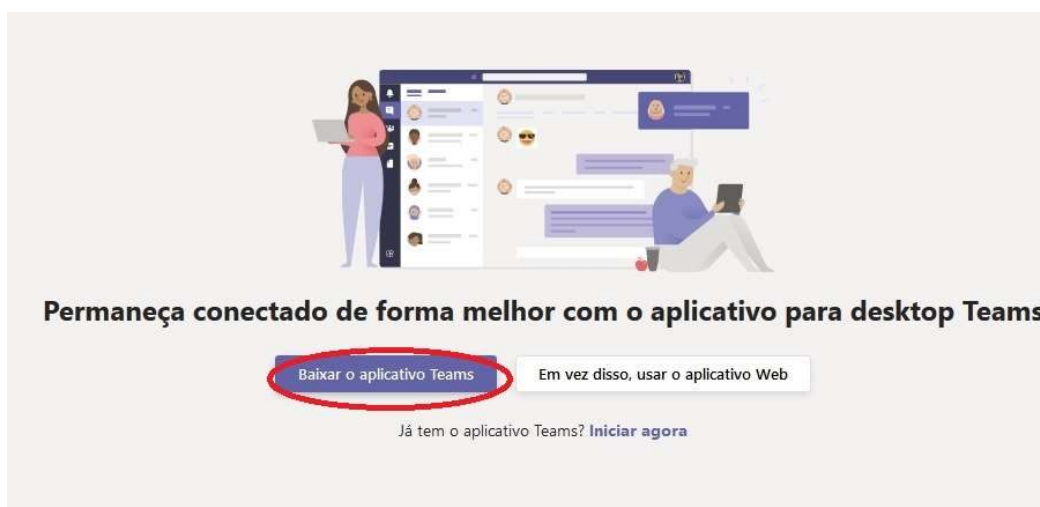 Permaneça conectado de forma melhor com o aplicativo para desktop Teams
Baixar o aplicativo Teams
Em vez disso, usar o aplicativo Web
Já tem o aplicativo Teams? Iniciar agora